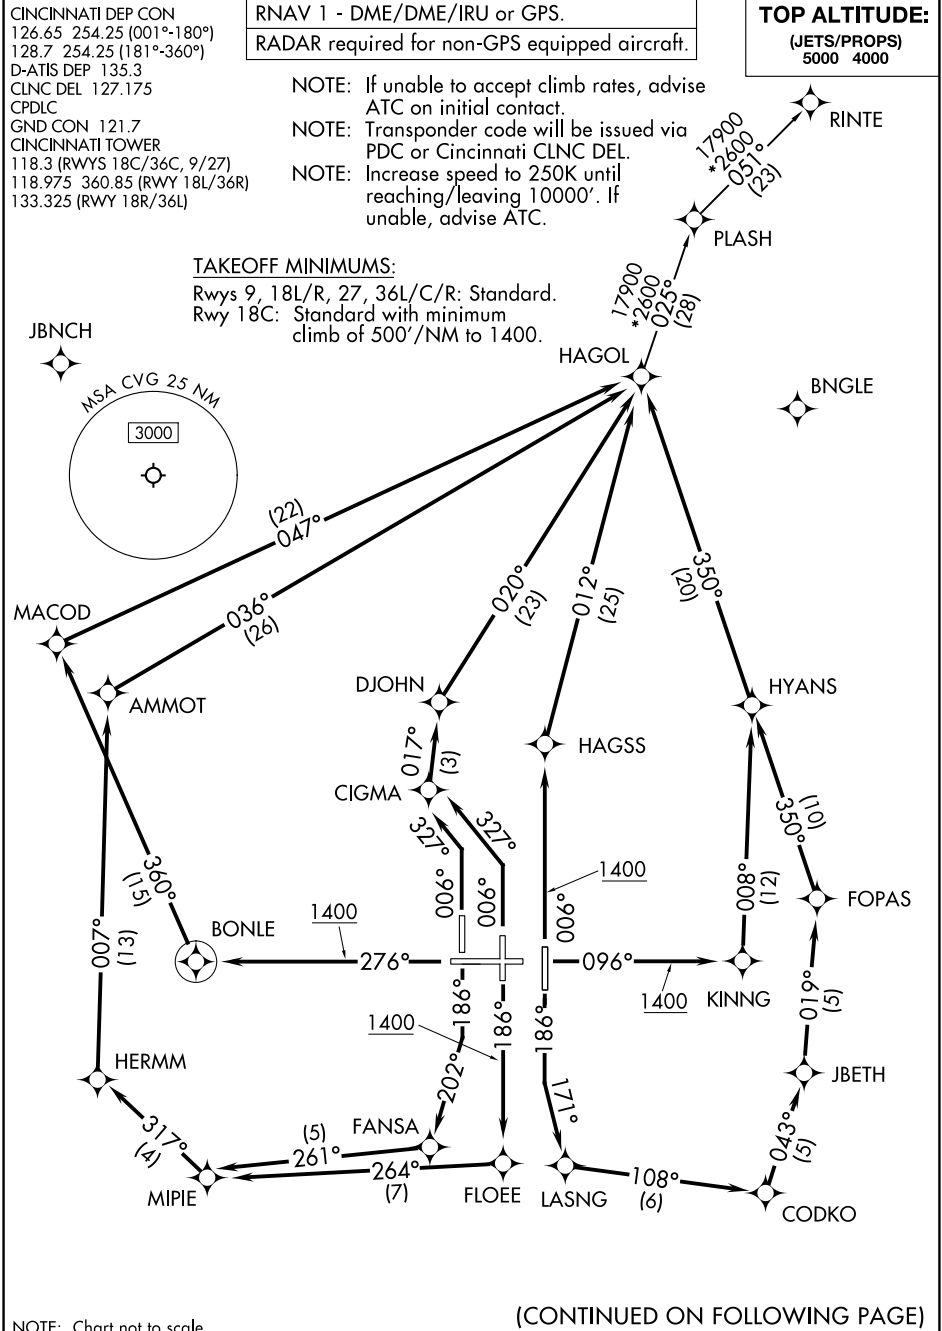 CINCINNATI DEP CON
126.65 254.25 (001°-180°)
128.7 254.25 (181°-360°)
D-ATIS DEP 135.3
CLNC DEL 127.175
CPDLC
GND CON 121.7
CINCINNATI TOWER
118.3 (RWYS 18C/36C, 9/27)
118.975 360.85 (RWY 18L/36R)
133.325 (RWY 18R/36L)
RNAV 1 - DME/DME/IRU or GPS.
RADAR required for non-GPS equipped aircraft.
TOP ALTITUDE:
(JETS/PROPS)
5000 4000
NOTE: If unable to accept climb rates, advise
ATC on initial contact.
NOTE: Transponder code will be issued via
PDC or Cincinnati CLNC DEL.
NOTE: Increase speed to 250K until
reaching/leaving 10000’. If
unable, advise ATC.
RINTE
17900
*2600
051°
(23)
PLASH
TAKEOFF MINIMUMS:
Rwys 9, 18L/R, 27, 36L/C/R: Standard.
Rwy 18C: Standard with minimum
climb of 500’/NM to 1400.
17900
*2600
025°
(28)
JBNCH
HAGOL
BNGLE
MSA CVG 25 NM
3000
(22)
047°
036°
(26)
020°
(23)
012°
(25)
350°
(20)
MACOD
AMMOT
DJOHN
HYANS
HAGSS
017°
(3)
CIGMA
327°
327°
(10)
350°
360°
(15)
006°
006°
006°
1400
008°
(12)
FOPAS
007°
(13)
BONLE
1400
276°
096°
1400
KINNG
019°
(5)
186°
186°
186°
1400
HERMM
202°
171°
JBETH
317°
(4)
FANSA
(5)
261°
264°
(7)
043°
(5)
MIPIE
FLOEE
LASNG
108°
(6)
CODKO
(CONTINUED ON FOLLOWING PAGE)
NOTE: Chart not to scale